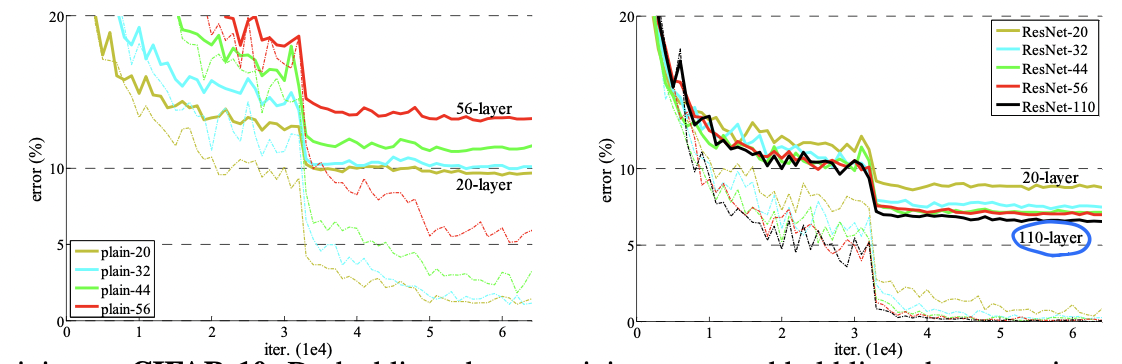 20
10
5
0
error (%)
0
1
2
3
4
5
6
iter. (1e4)
56-layer
20-layer
plain-20
plain-32
plain-44
plain-56
20
10
5
0
error (%)
0
1
2
3
4
5
6
iter. (1e4)
ResNet-20
ResNet-32
ResNet-44
ResNet-56
ResNet-110
20-layer
110-layer